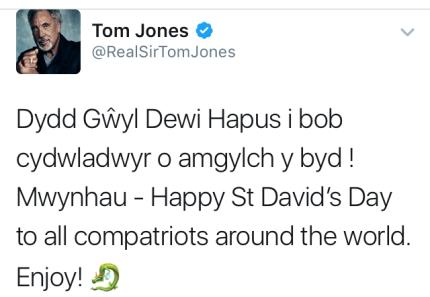 Tom Jones
@RealSirTomJones
Dydd Gŵyl Dewi Hapus i bob
cydwladwyr o amgylch y byd !
Mwynhau - Happy St David's Day
to all compatriots around the world.
Enjoy! 🐉